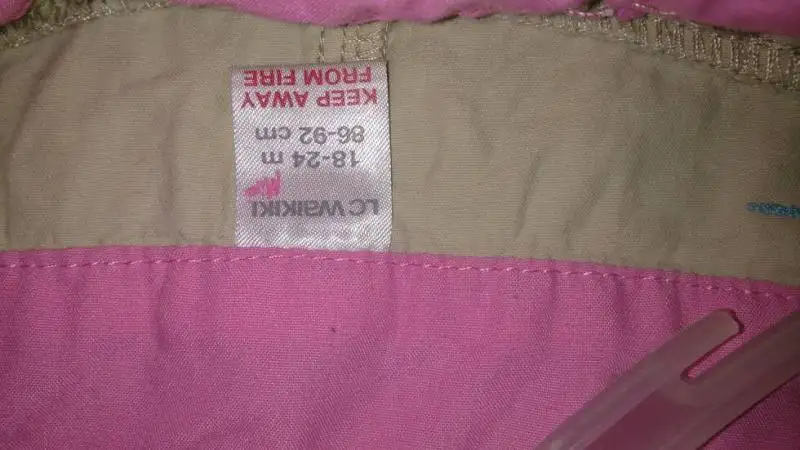 LC WAIKIKI
18-24 m
86-92 cm
KEEP AWAY
FROM FIRE